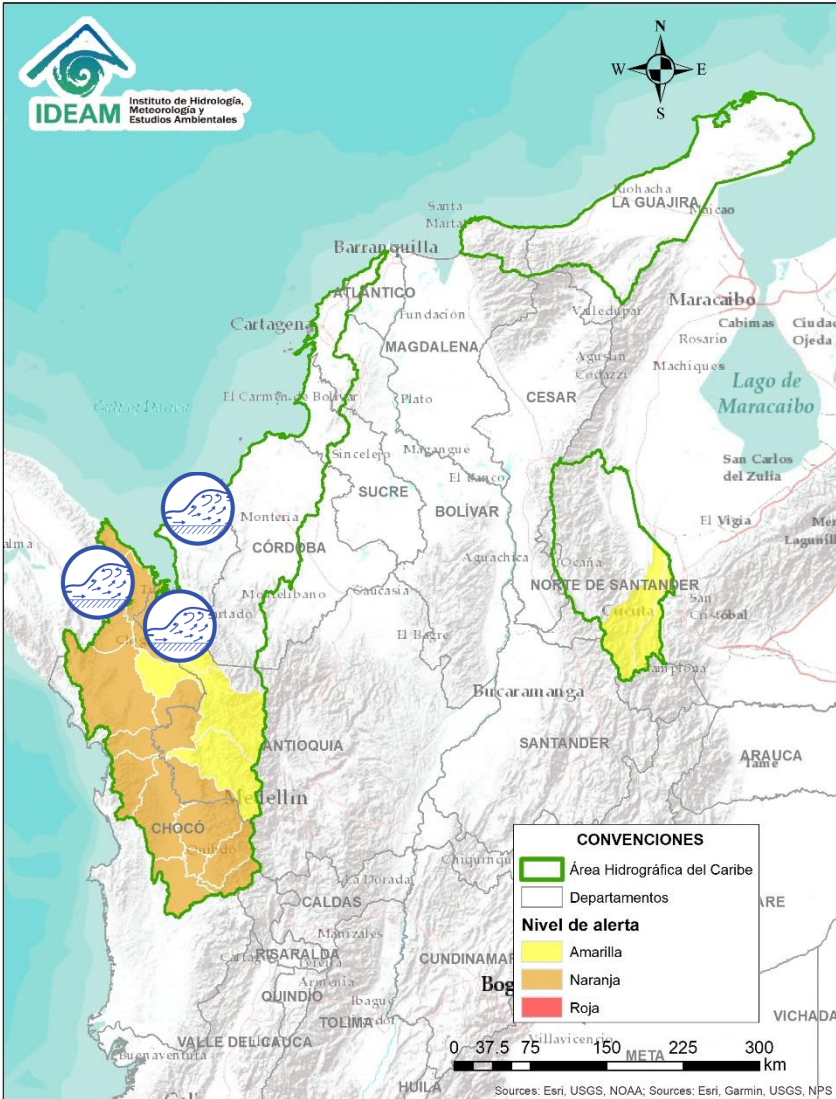 IDEAM
Instituto de Hidrología,
Meteorología y
Estudios Ambientales
N
W
E
S
LA GUAJIRA
Maicao
Santa
Marta
Barranquilla
ATLÁNTICO
Maracaibo
Cabimas
Ciudad
Ojeda
Valledupar
Fundación
Cartagena
Rosario
MAGDALENA
Machiques
Agustín
Codazzi
Lago de
Maracaibo
CESAR
El Carmen de Bolívar
Plato
Sincelejo
Magangue
San Carlos
del Zulia
El Banco
SUCRE
BOLÍVAR
Montería
El Vigía
CÓRDOBA
Aguachica
Ocaña
NORTE DE SANTANDER
Montelibano
Caucasia
San
Cristóbal
Cucuta
El Bagre
Bucaramanga
ANTIOQUIA
SANTANDER
ARAUCA
Tame
Medellín
CHOCÓ
Quibdó
La Dorada
CALDAS
Manizales
RISARALDA
Pereira
Armenia
QUINDÍO
Ibagué
TOLIMA
VALLE DEL CAUCA
Buenaventura
HUILA
META
VICHADA
Villavicencio
CONVENCIONES
Área Hidrográfica del Caribe
Departamentos
Nivel de alerta
Amarilla
Naranja
Roja
0 37.5 75 150 225 300
km
Sources: Esri, USGS, NOAA; Sources: Esri, Garmin, USGS, NPS